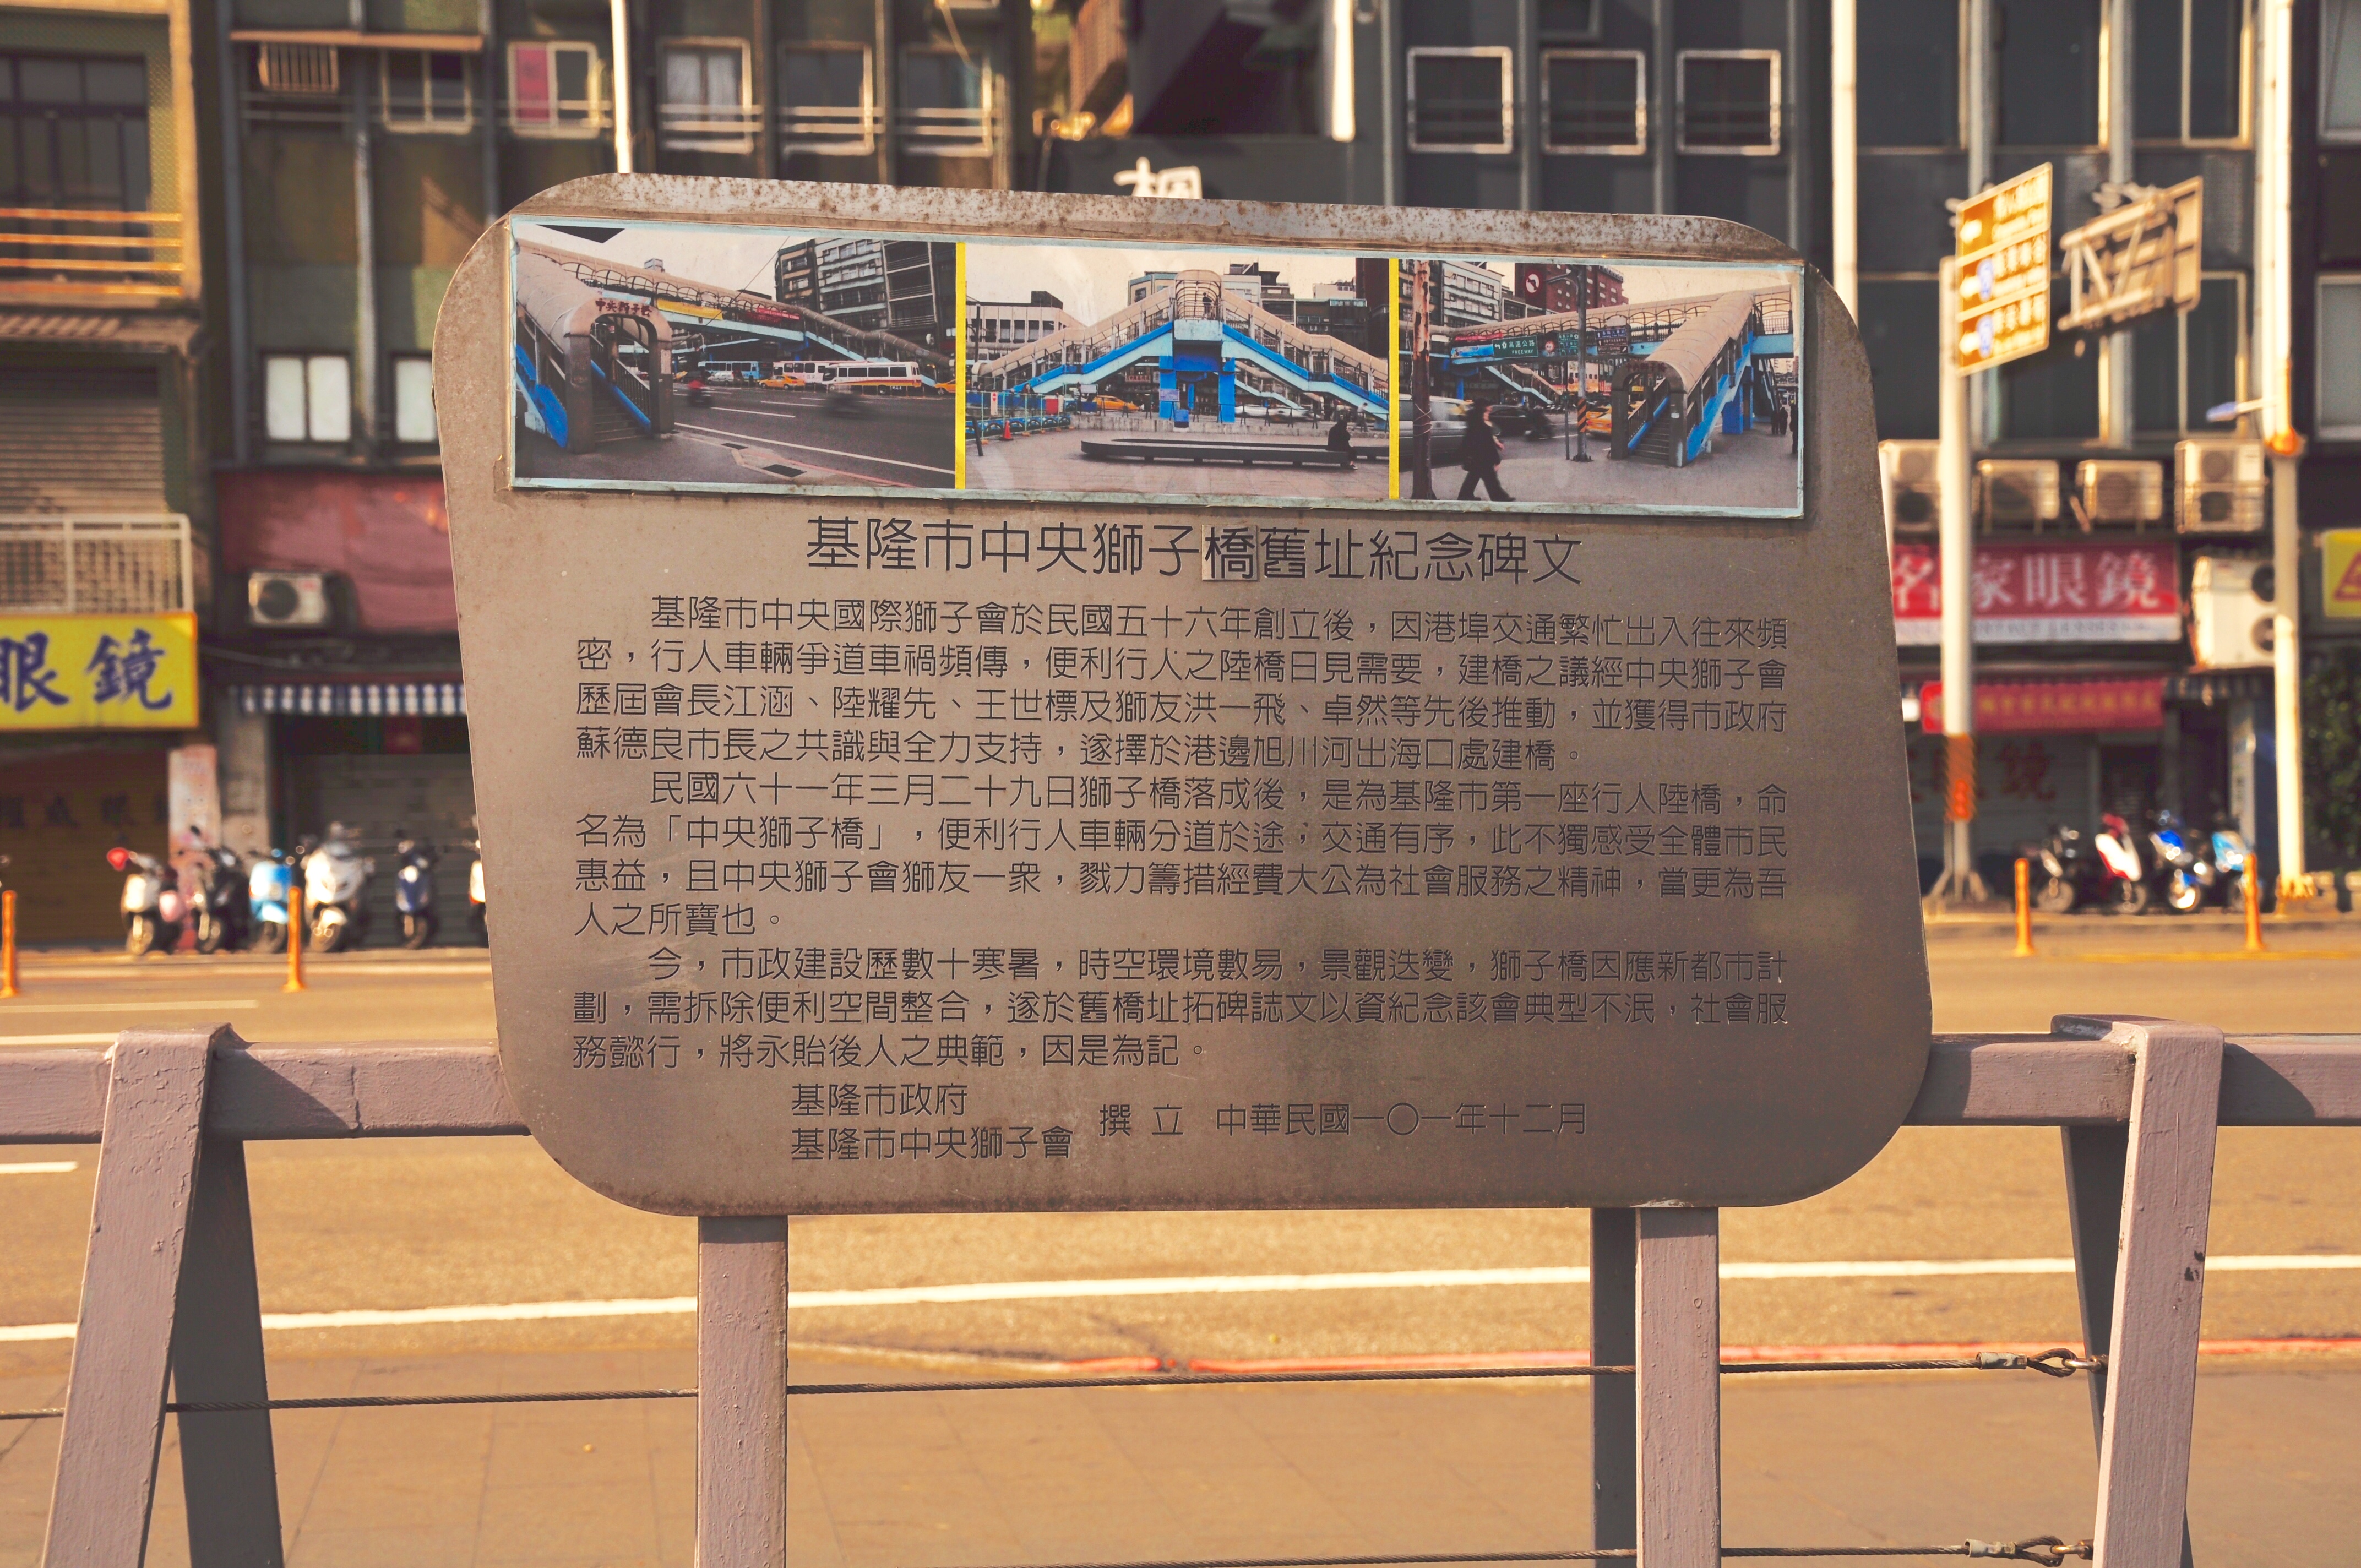 中央獅子橋
FREEWAY
基隆市中央獅子橋舊址紀念碑文
基隆市中央國際獅子會於民國五十六年創立後，因港埠交通繁忙出入往來頻
密，行人車輛爭道車禍頻傳，便利行人之陸橋日見需要，建橋之議經中央獅子會
歷屆會長江涵、陸耀先、王世標及獅友洪一飛、卓然等先後推動，並獲得市政府
蘇德良市長之共識與全力支持，遂擇於港邊旭川河出海口處建橋。
民國六十一年三月二十九日獅子橋落成後，是為基隆市第一座行人陸橋，命
名為「中央獅子橋」，便利行人車輛分道於途，交通有序，此不獨感受全體市民
惠益，且中央獅子會獅友一衆，戮力籌措經費大公為社會服務之精神，當更為吾
人之所寶也。
今，市政建設歷數十寒暑，時空環境數易，景觀迭變，獅子橋因應新都市計
劃，需拆除便利空間整合，遂於舊橋址拓碑誌文以資紀念該會典型不泯，社會服
務懿行，將永貽後人之典範，因是為記。
基隆市政府
基隆市中央獅子會
撰 立 中華民國一〇一年十二月
眼鏡
名家眼鏡